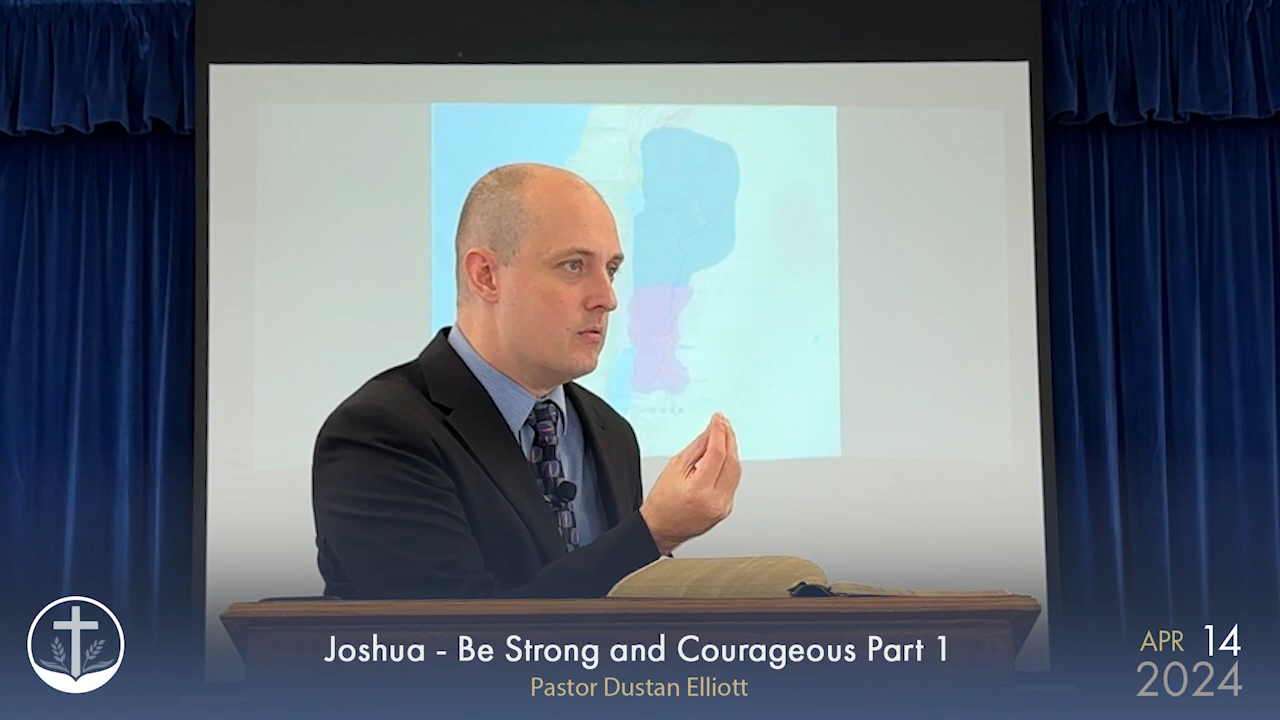 Joshua - Be Strong and Courageous Part 1
Pastor Dustan Elliott
APR 14
2024